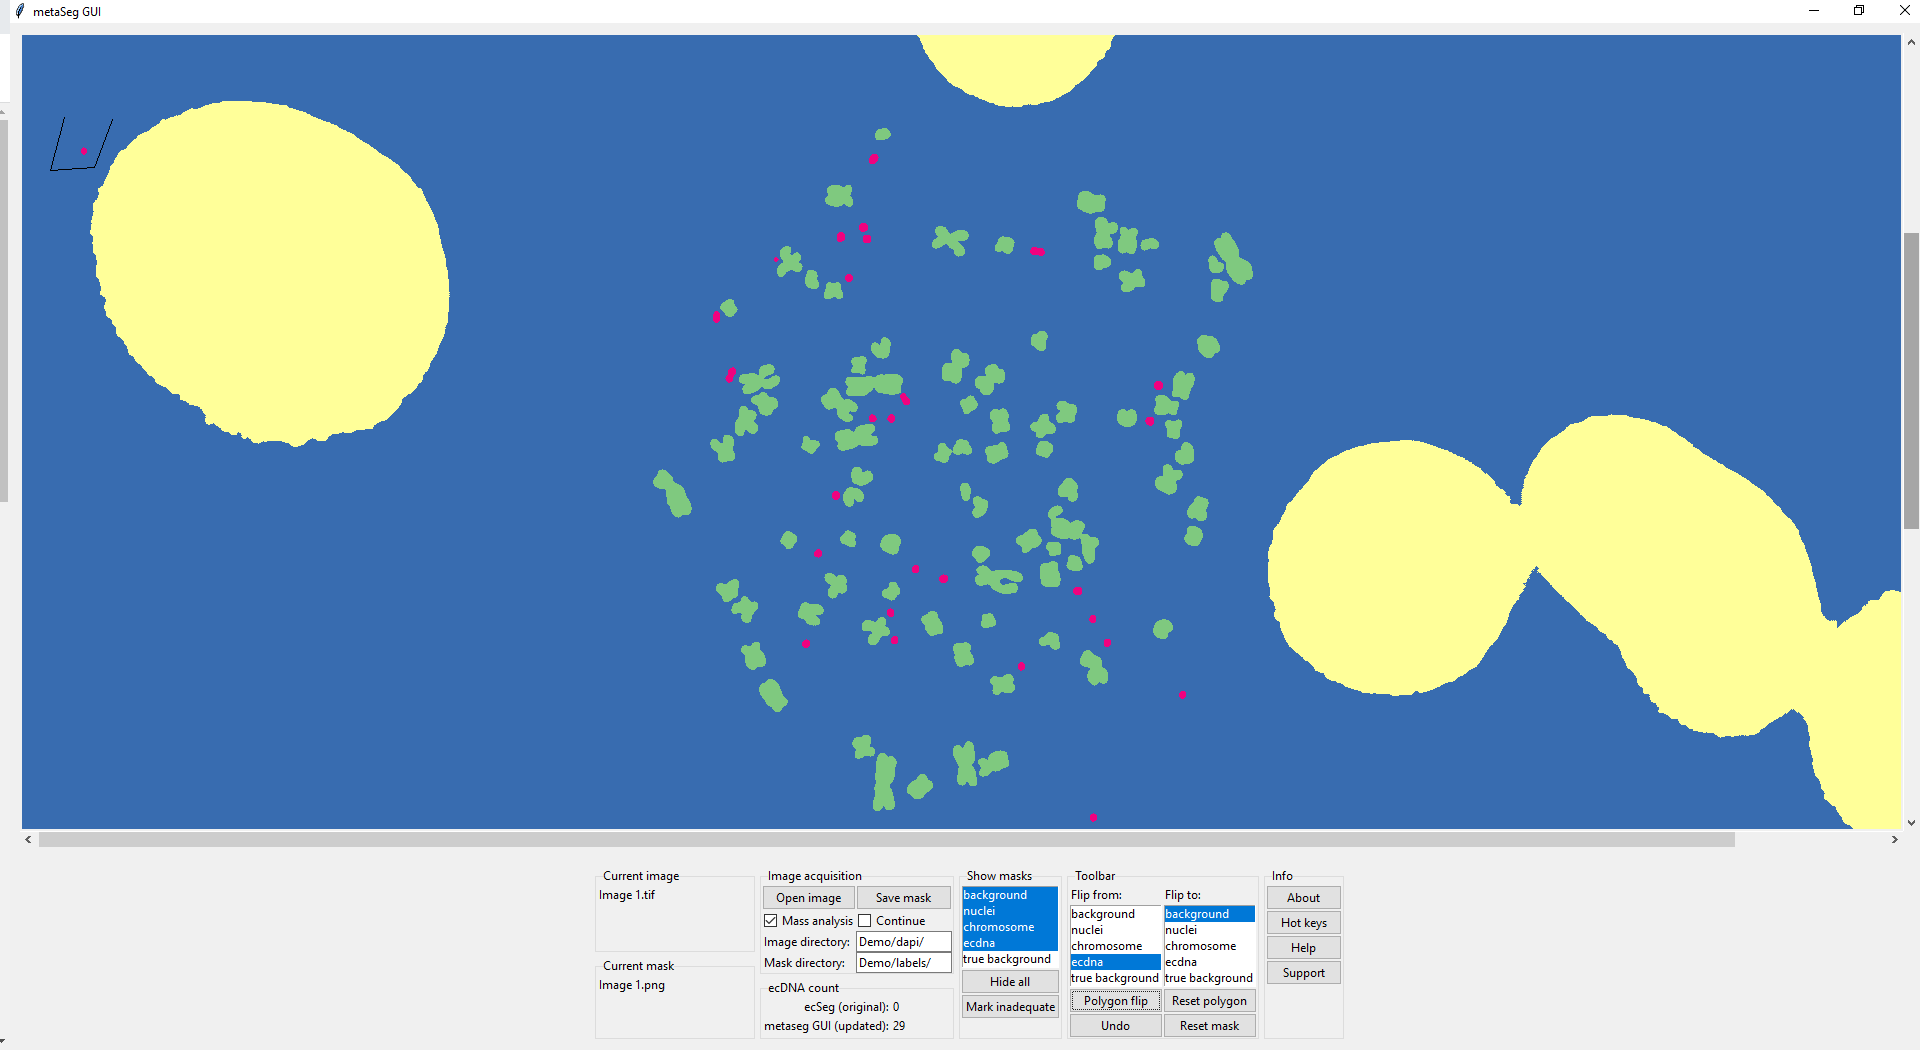 metaSeg GUI
Current image
Image 1.tif
Current mask
Image 1.png
Image acquisition
Open image
Save mask
Mass analysis
Continue
Image directory: Demo/dapi/
Mask directory: Demo/labels/
ecDNA count
ecSeg (original): 0
metaseg GUI (updated): 29
Show masks
background
nuclei
chromosome
ecdna
true background
Hide all
Mark inadequate
Toolbar
Flip from:
background
nuclei
chromosome
ecdna
true background
Flip to:
background
nuclei
chromosome
ecdna
true background
Polygon flip
Reset polygon
Undo
Reset mask
Info
About
Hot keys
Help
Support